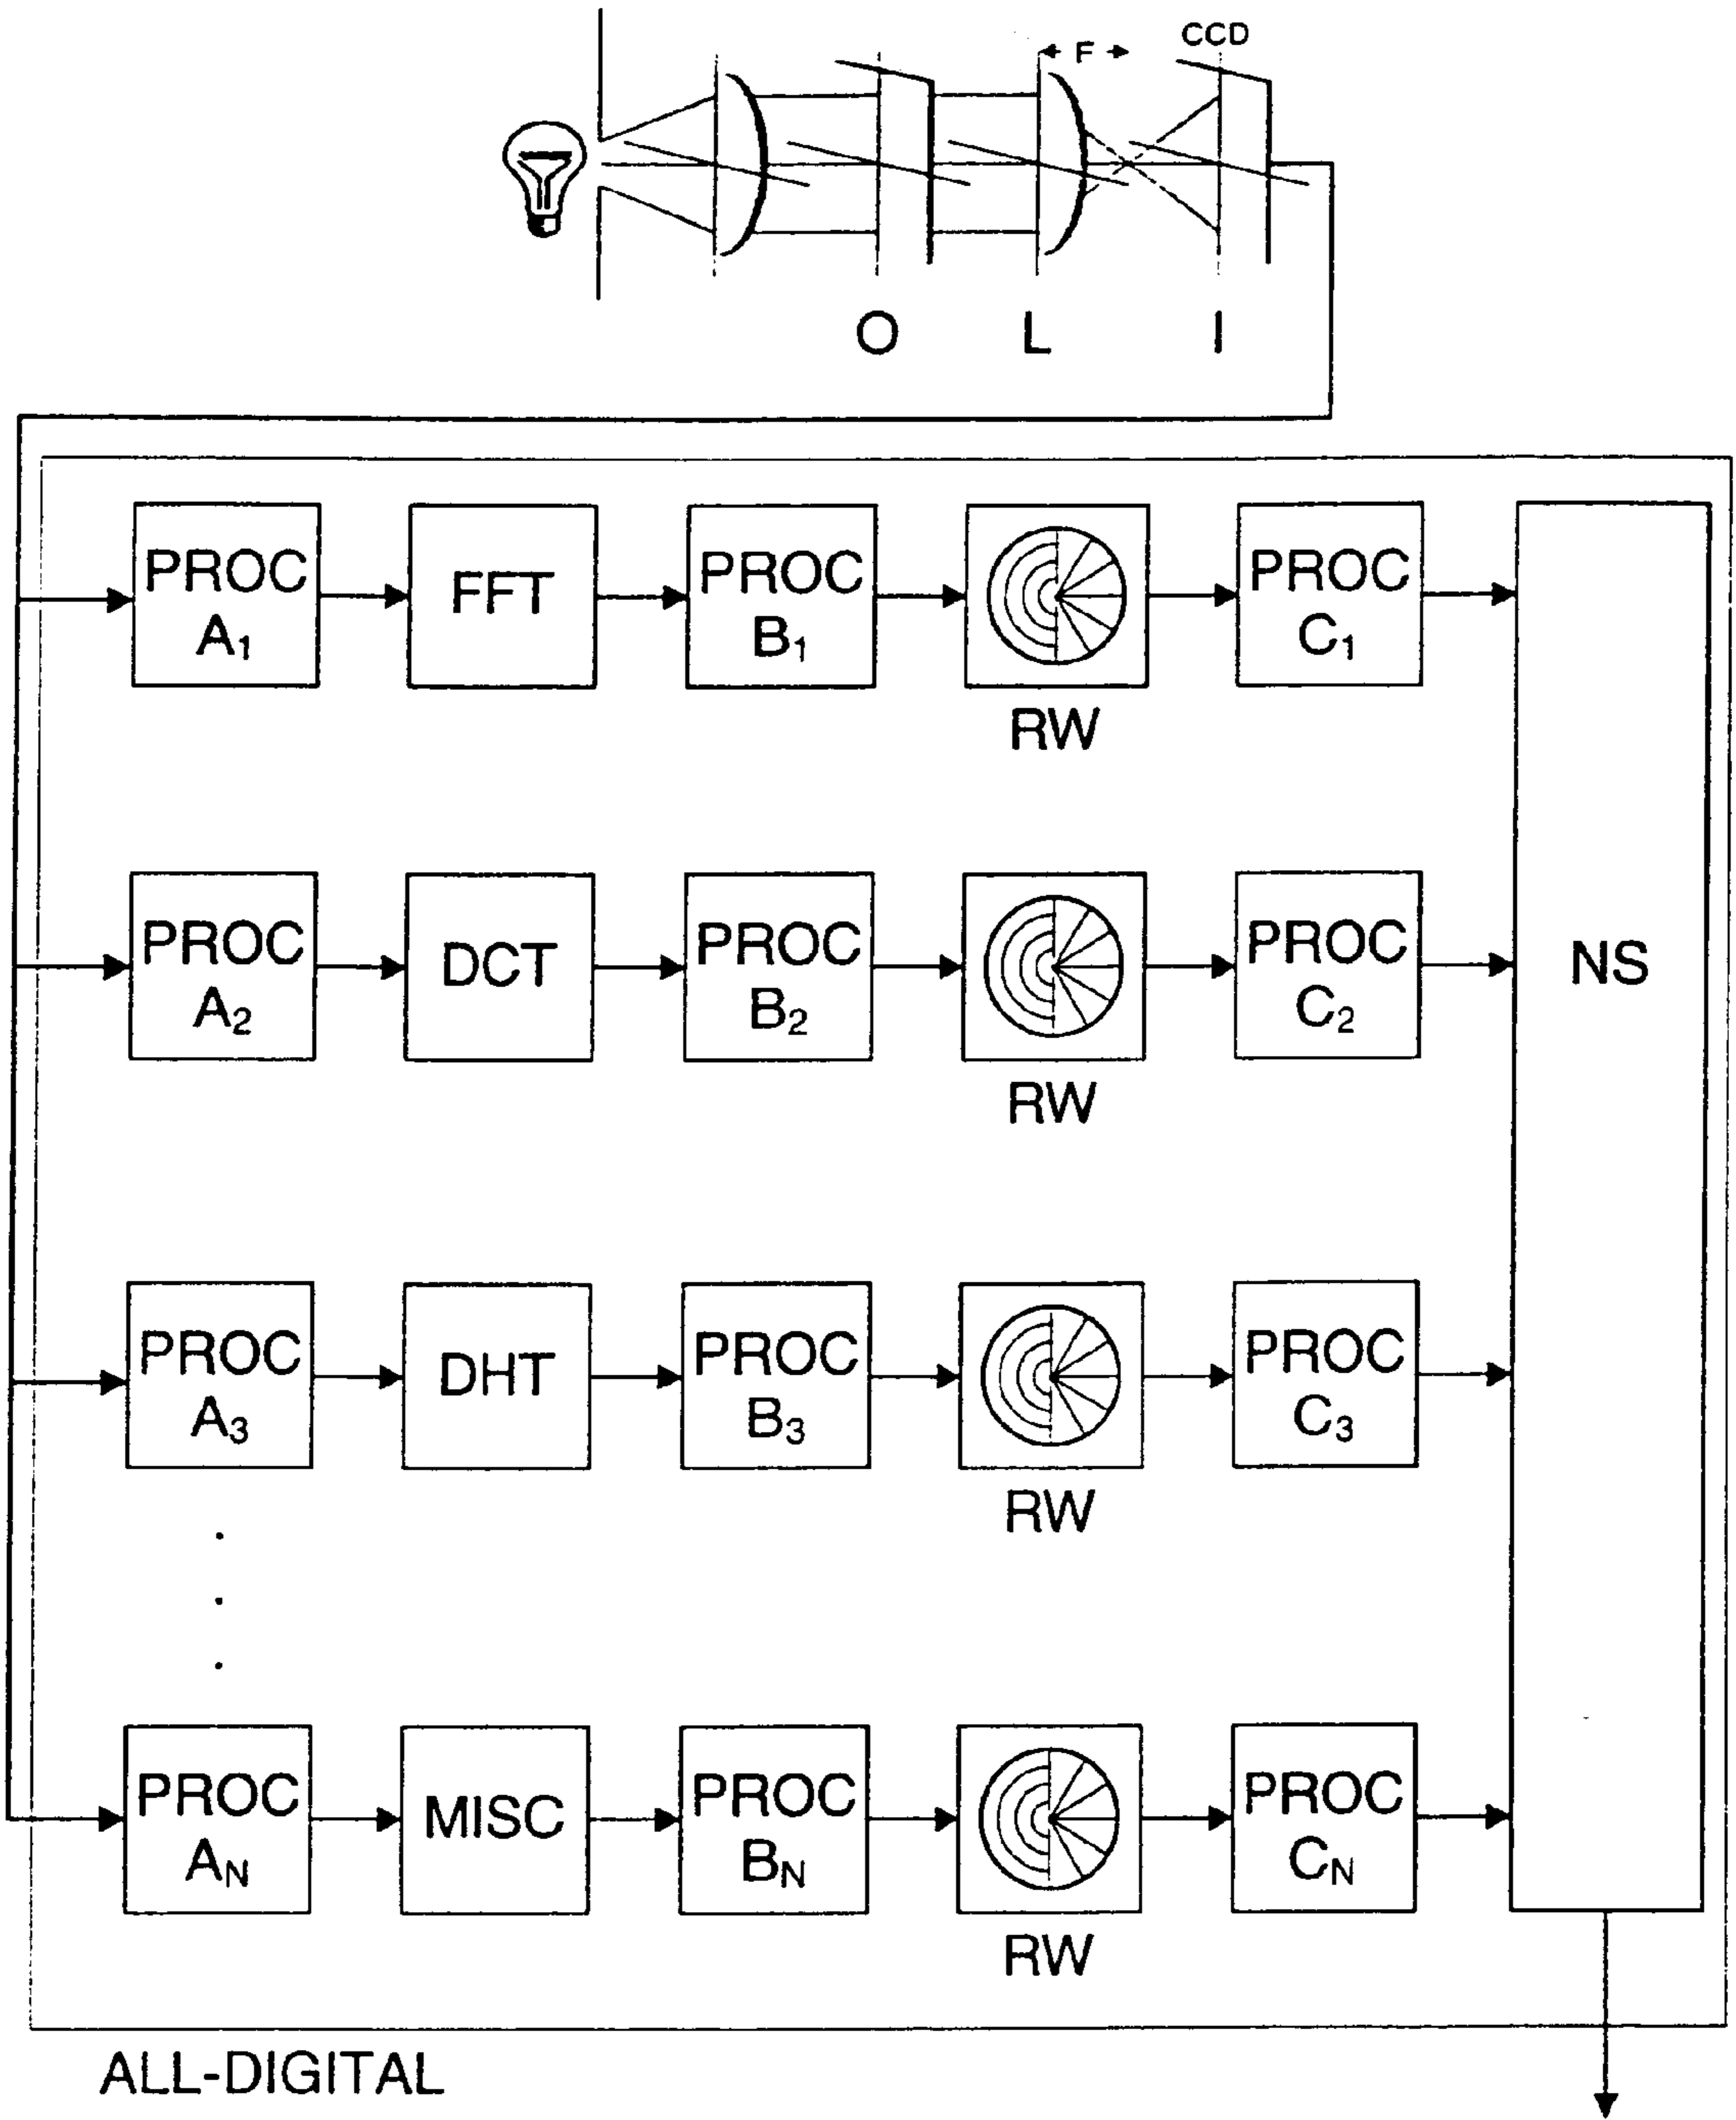 CCD
F
O L I
PROC FFT PROC PROC
A1 B1 C1
RW
PROC DCT PROC PROC NS
A2 B2 C2
RW
PROC DHT PROC PROC
A3 B3 C3
RW
PROC MISC PROC PROC
AN BN CN
RW
ALL-DIGITAL